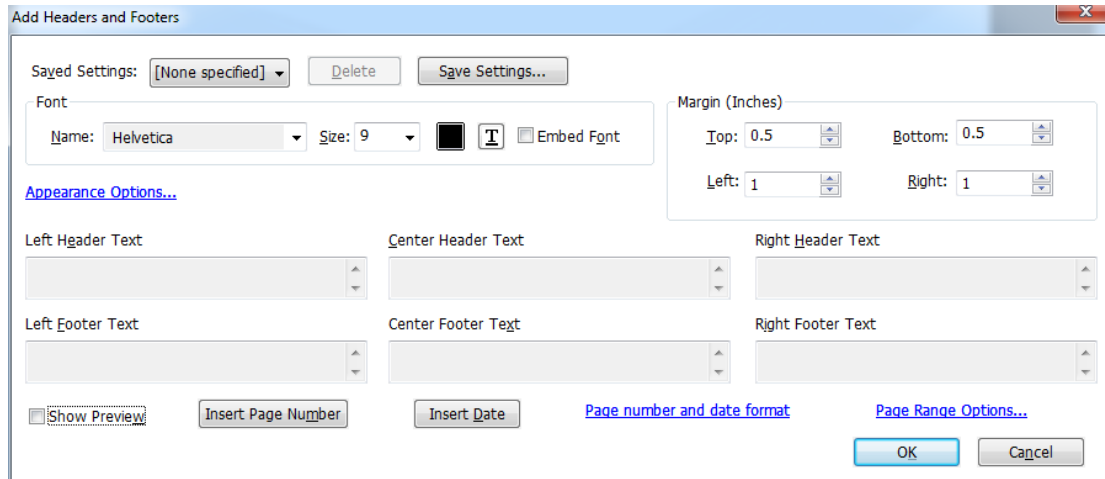 Add Headers and Footers
x
Saved Settings: [None specified] Delete Save Settings...
Font
Name: Helvetica Size: 9 T Embed Font
Margin (Inches)
Top: 0.5 Bottom: 0.5
Left: 1 Right: 1
Appearance Options...
Left Header Text Center Header Text Right Header Text
Left Footer Text Center Footer Text Right Footer Text
Show Preview Insert Page Number Insert Date Page number and date format Page Range Options...
OK Cancel